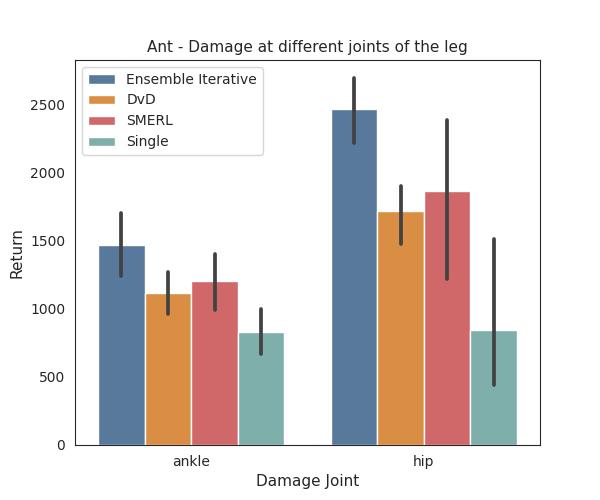 Ant - Damage at different joints of the leg
Ensemble Iterative
DvD
SMERL
Single
2500
2000
1500
1000
500
0
Return
ankle
hip
Damage Joint